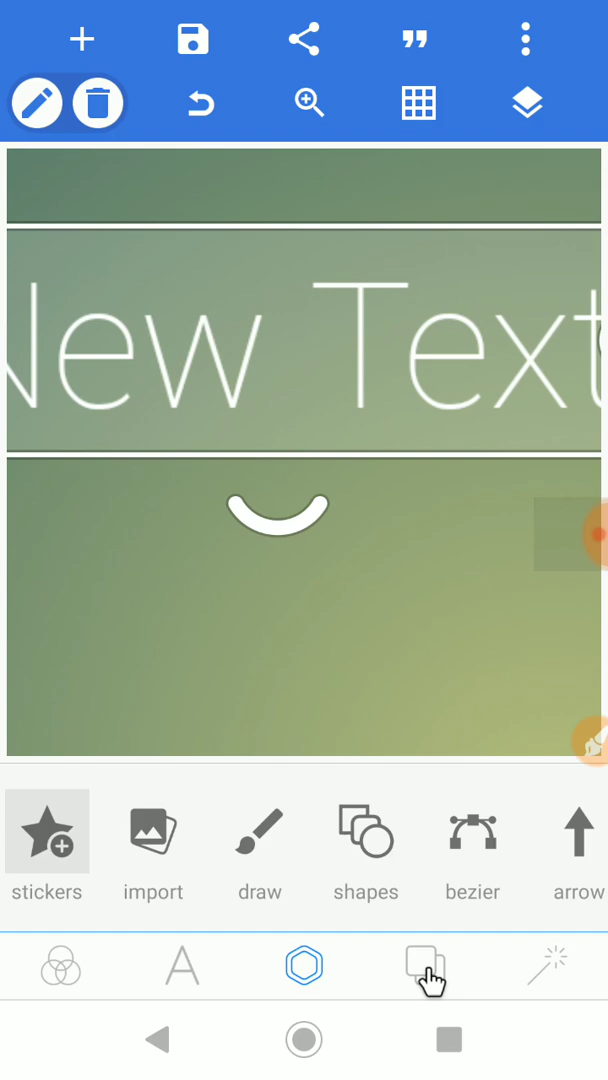 New Text
stickers
import
draw
shapes
bezier
arrow